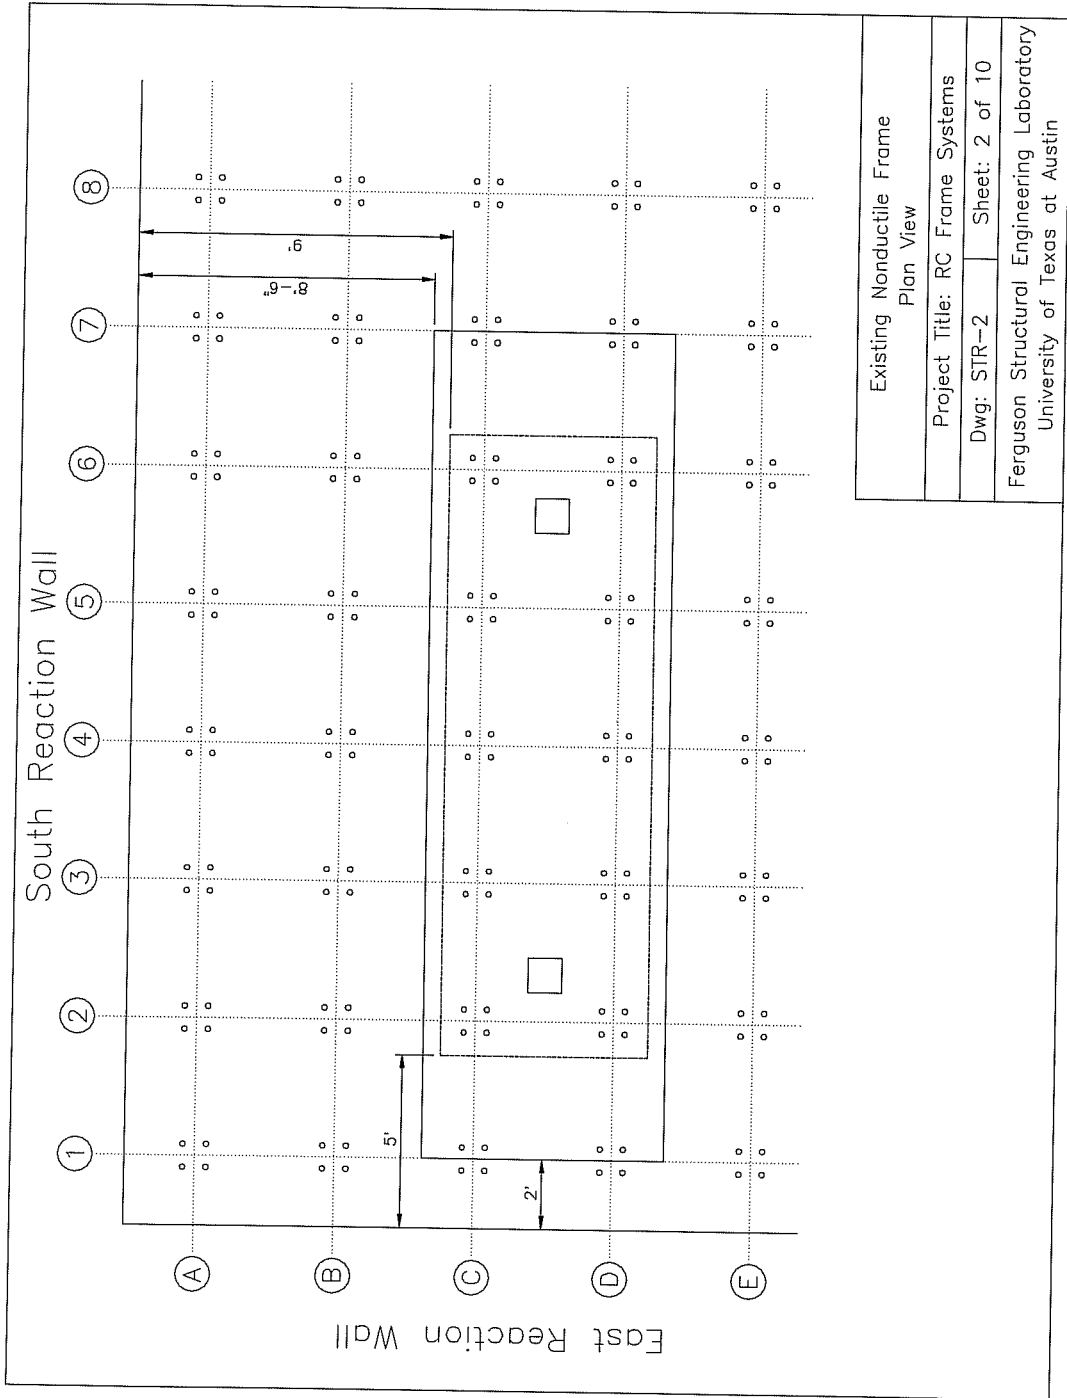 South Reaction Wall
1
2
3
4
5
6
7
8
A
B
C
D
E
East Reaction Wall
9'
8'-6"
5'
2'
Existing Nonductile Frame
Plan View
Project Title: RC Frame Systems
Dwg: STR-2
Sheet: 2 of 10
Ferguson Structural Engineering Laboratory
University of Texas at Austin